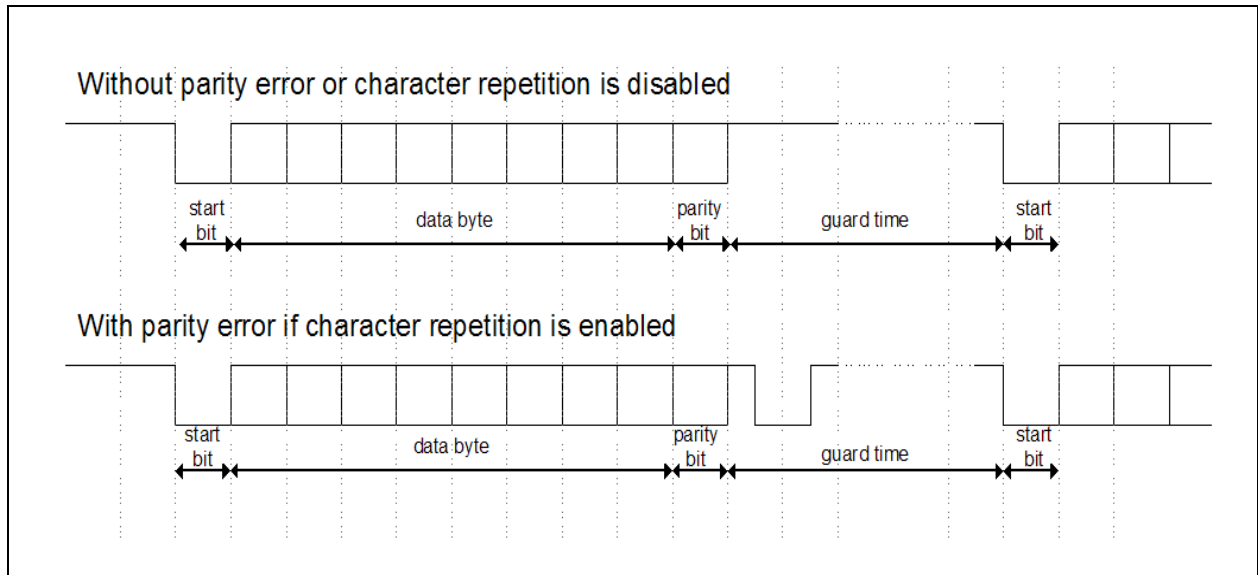 Without parity error or character repetition is disabled
start
bit
data byte
parity
bit
guard time
start
bit
With parity error if character repetition is enabled
start
bit
data byte
parity
bit
guard time
start
bit